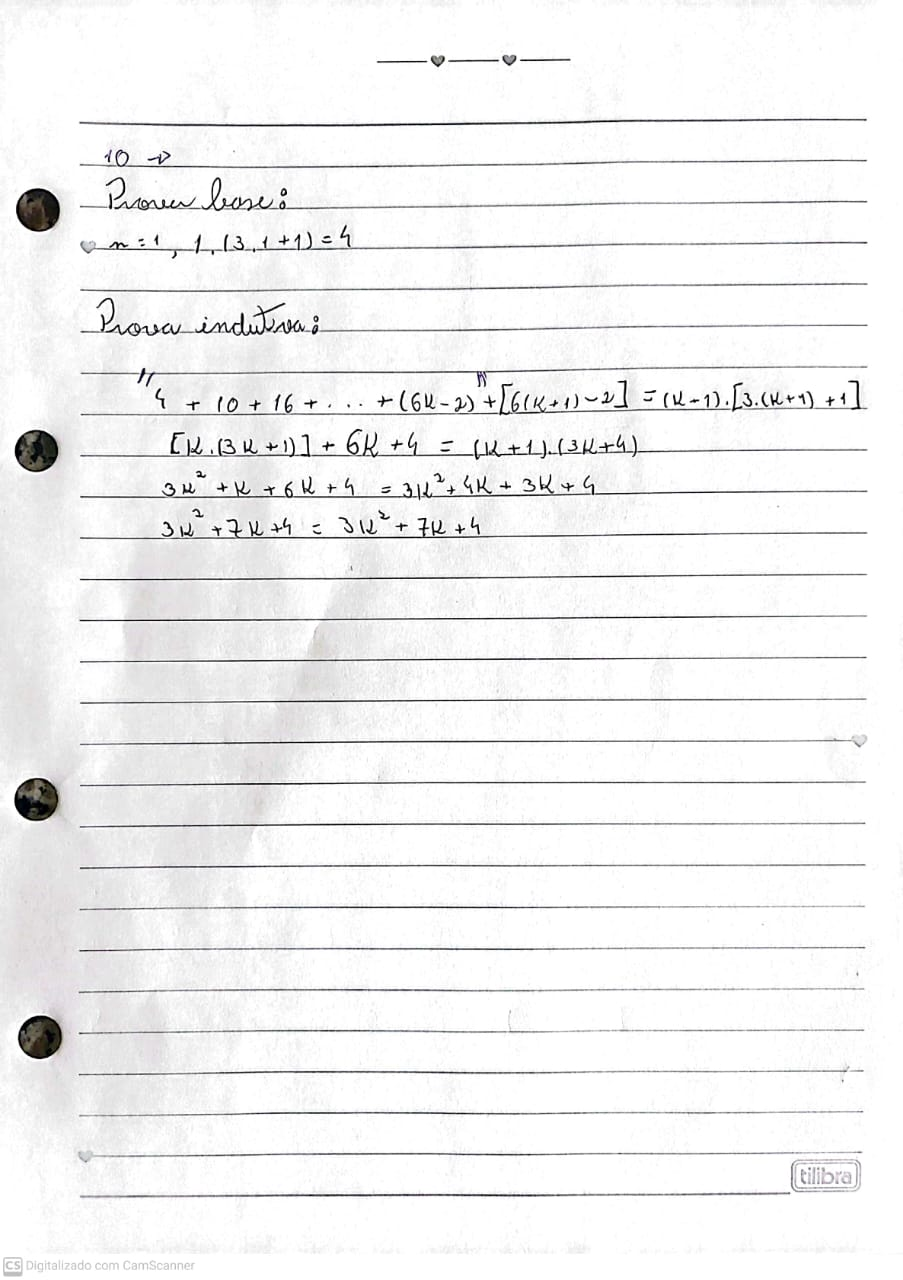 10 →
Prova base:
n = 1, 1.(3.1+1) = 4
Prova indutiva:
"4 + 10 + 16 + ... + (6K-2)" + [6(K+1)-2] = (K-1).[3.(K+1)+1]
[K.(3K+1)] + 6K + 4 = (K+1).(3K+4)
3K² + K + 6K + 4 = 3K² + 4K + 3K + 4
3K² + 7K + 4 = 3K² + 7K + 4
tilibra
CS Digitalizado com CamScanner